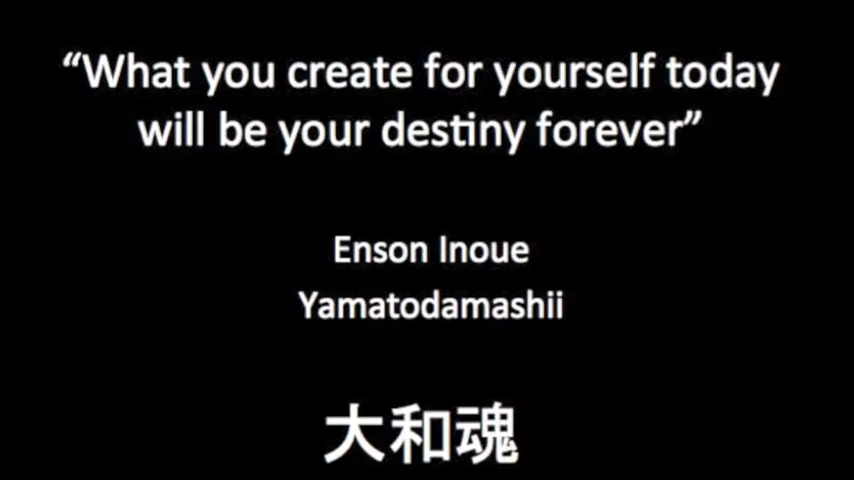 “What you create for yourself today
will be your destiny forever”
Enson Inoue
Yamatodamashii
大和魂